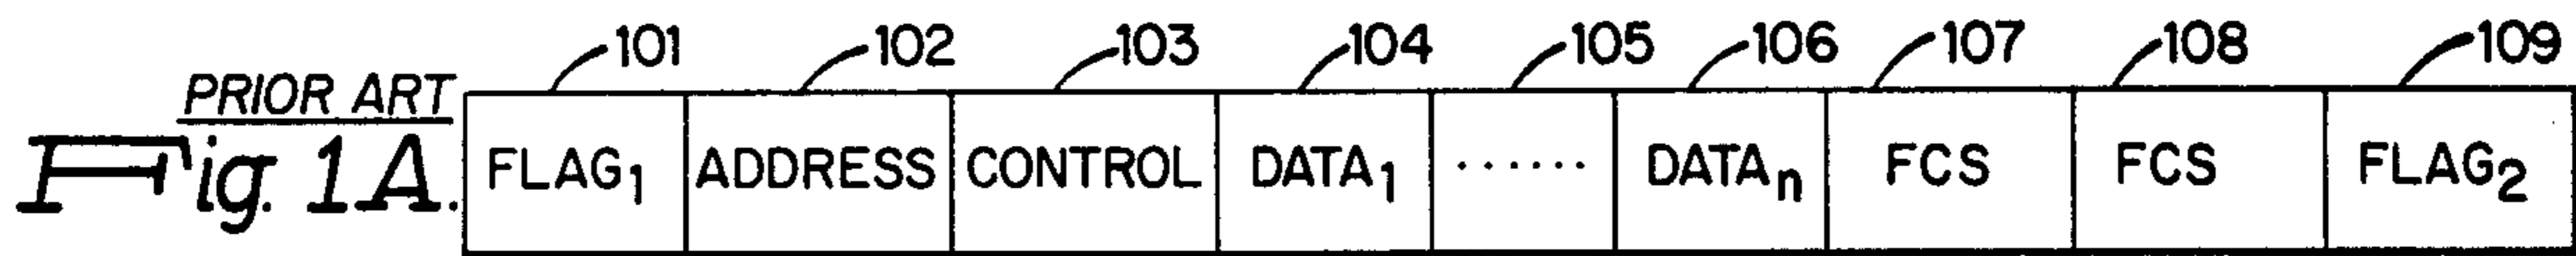 101 102 103 104 105 106 107 108 109
PRIOR ART
Fig. 1A. FLAG₁ ADDRESS CONTROL DATA₁ ...... DATAₙ FCS FCS FLAG₂